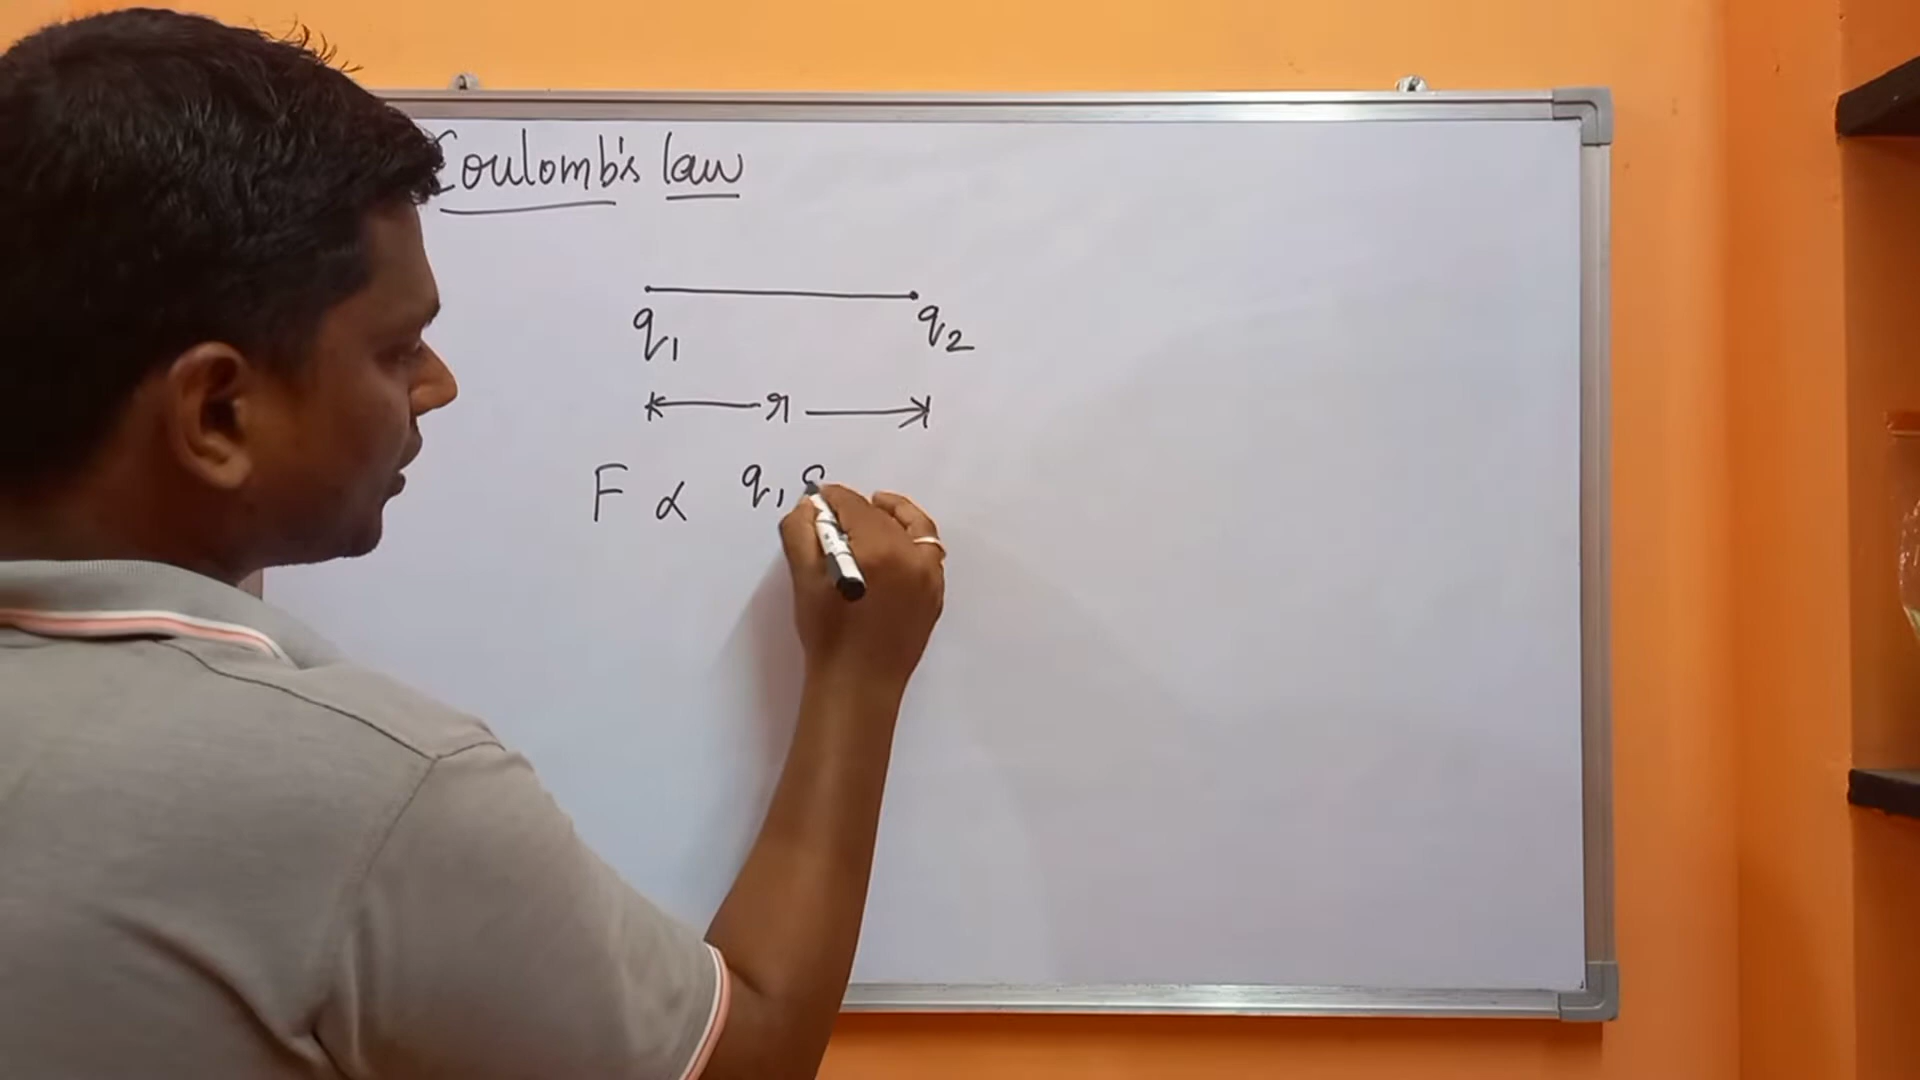 Coulomb's law
q₁ q₂
r
F ∝ q₁